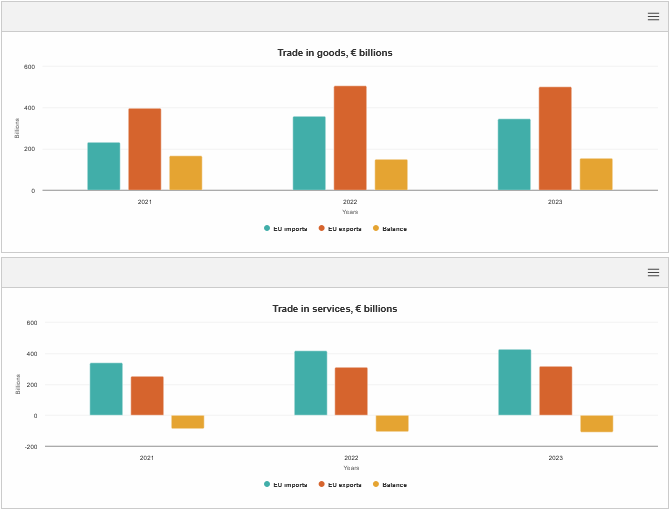 Trade in goods, € billions
600
400
200
0
Billions
2021 2022 2023
Years
EU imports EU exports Balance
Trade in services, € billions
600
400
200
0
-200
Billions
2021 2022 2023
Years
EU imports EU exports Balance